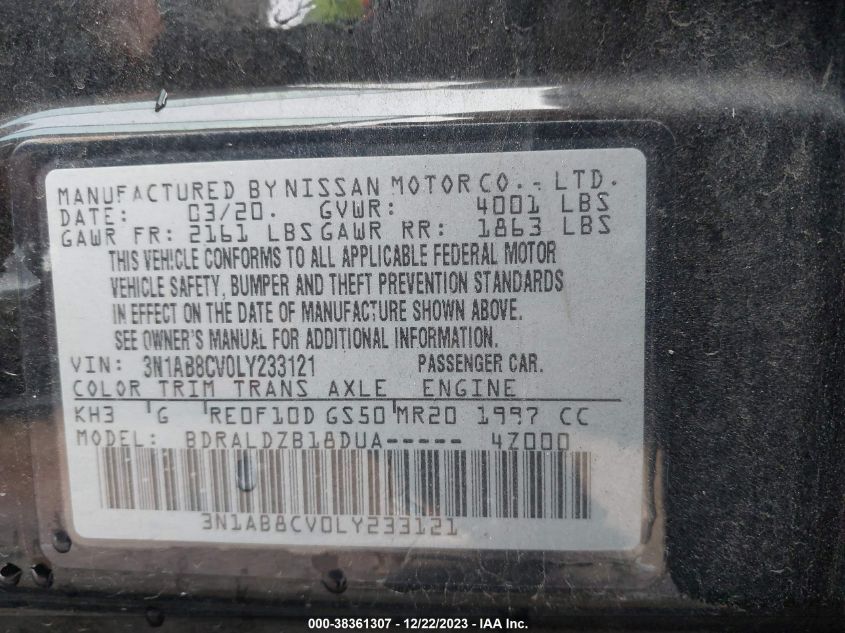 MANUFACTURED BY NISSAN MOTOR CO., LTD.
DATE: 03/20. GVWR: 4001 LBS
GAWR FR: 2161 LBS GAWR RR: 1863 LBS
THIS VEHICLE CONFORMS TO ALL APPLICABLE FEDERAL MOTOR
VEHICLE SAFETY, BUMPER AND THEFT PREVENTION STANDARDS
IN EFFECT ON THE DATE OF MANUFACTURE SHOWN ABOVE.
SEE OWNER'S MANUAL FOR ADDITIONAL INFORMATION.
VIN: 3N1AB8CV0LY233121 PASSENGER CAR.
COLOR TRIM TRANS AXLE ENGINE
KH3 G RE0F10D GS50 MR20 1997 CC
MODEL: BDRALDZB18DUA----- 4Z000
3N1AB8CV0LY233121
000-38361307 - 12/22/2023 - IAA Inc.